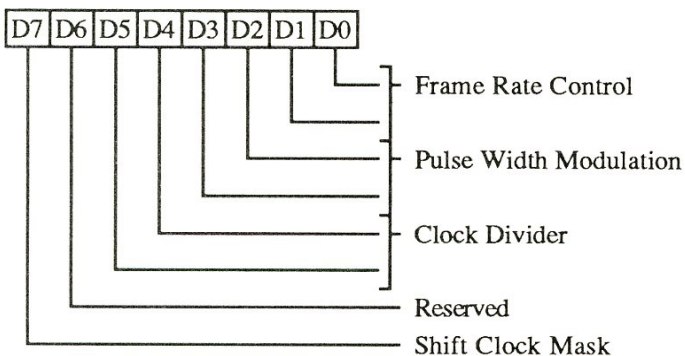 D7 D6 D5 D4 D3 D2 D1 D0
Frame Rate Control
Pulse Width Modulation
Clock Divider
Reserved
Shift Clock Mask